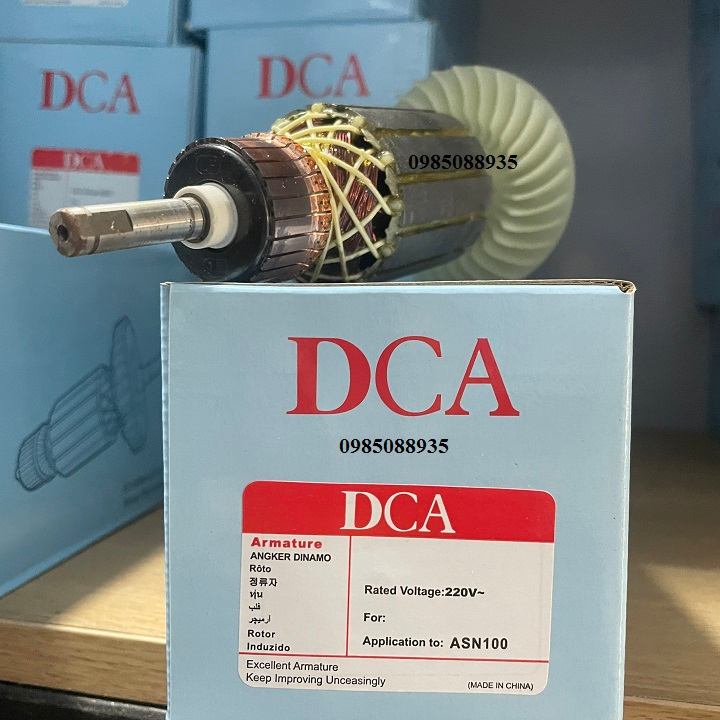 DCA
DCA
DCA
0985088935
DCA
0985088935
DCA
Armature
ANGKER DINAMO
Rôto
정류자
ทุ่น
قلب
آرمیچر
Rotor
Induzido
Rated Voltage:220V~
For:
Application to: ASN100
Excellent Armature
Keep Improving Unceasingly
(MADE IN CHINA)